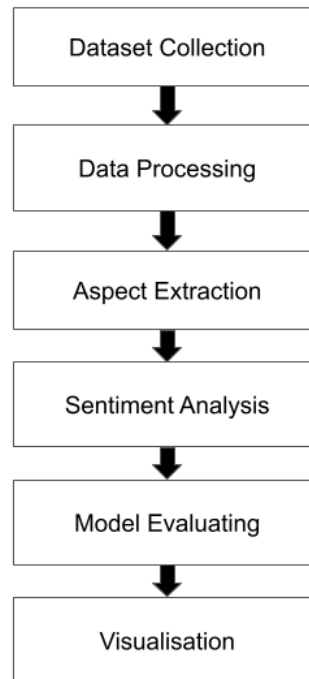 Dataset Collection
Data Processing
Aspect Extraction
Sentiment Analysis
Model Evaluating
Visualisation